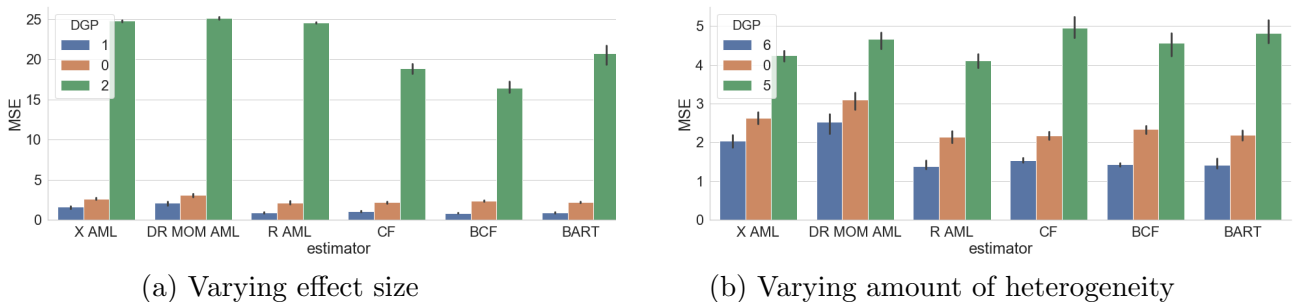 25
20
15
10
5
0
MSE
DGP
1
0
2
X AML DR MOM AML R AML CF BCF BART
estimator
(a) Varying effect size
5
4
3
2
1
0
MSE
DGP
6
0
5
X AML DR MOM AML R AML CF BCF BART
estimator
(b) Varying amount of heterogeneity